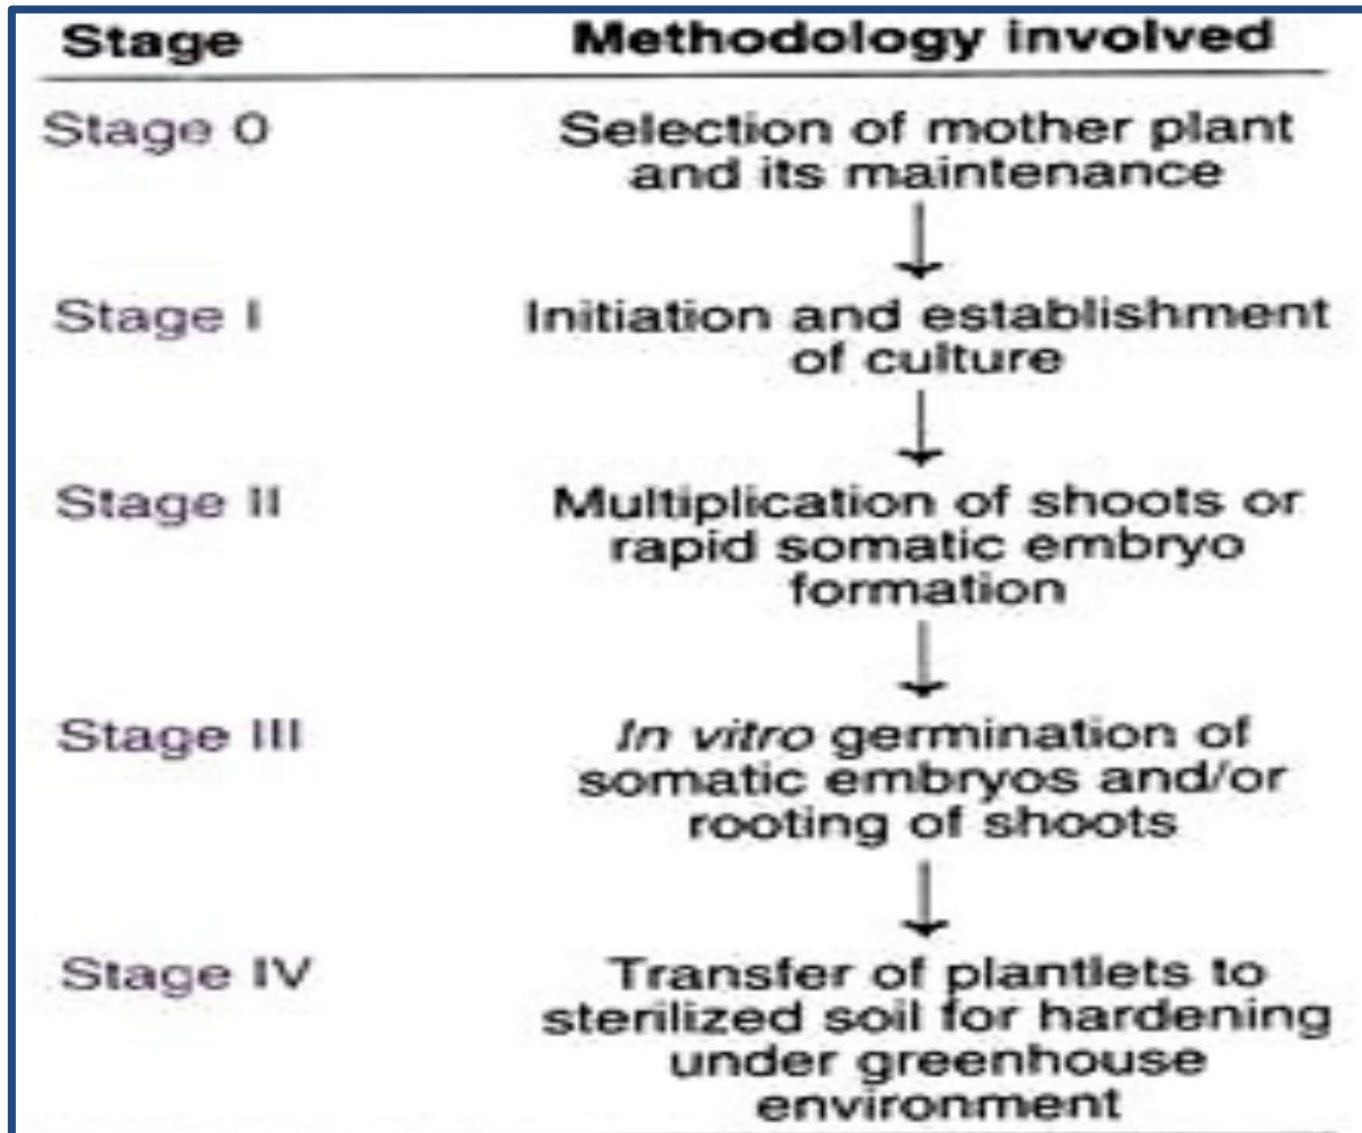 Stage Methodology involved
Stage 0 Selection of mother plant
and its maintenance
Stage I Initiation and establishment
of culture
Stage II Multiplication of shoots or
rapid somatic embryo
formation
Stage III In vitro germination of
somatic embryos and/or
rooting of shoots
Stage IV Transfer of plantlets to
sterilized soil for hardening
under greenhouse
environment